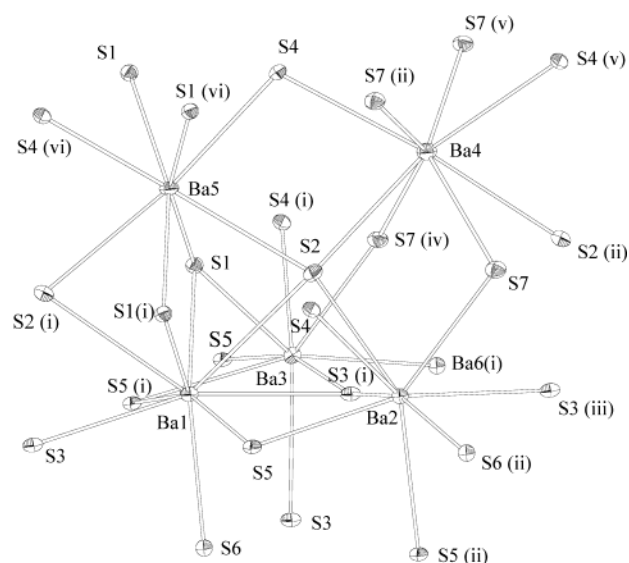 S1
S4
S7 (v)
S4 (v)
S7 (ii)
S1 (vi)
S4 (vi)
Ba4
Ba5
S4 (i)
S2
S7 (iv)
S2 (ii)
S1
S7
S2 (i)
S1(i)
S4
S5
Ba3
Ba6(i)
S5 (i)
S3 (i)
S3 (iii)
Ba1
Ba2
S3
S5
S6 (ii)
S6
S3
S5 (ii)